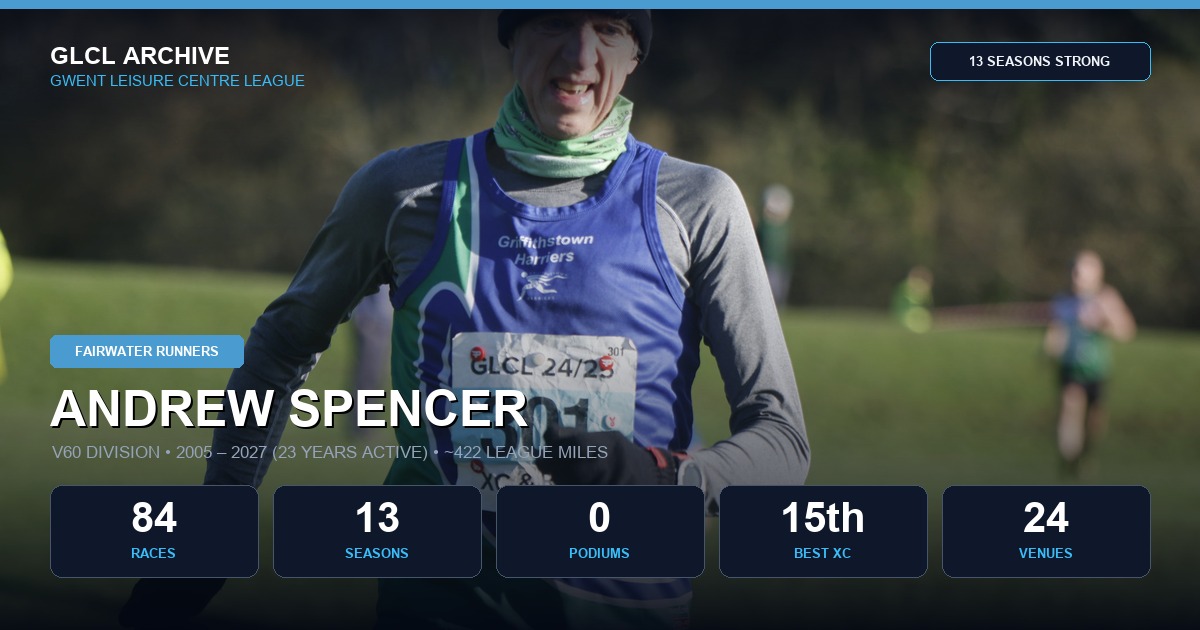 GLCL ARCHIVE
GWENT LEISURE CENTRE LEAGUE
13 SEASONS STRONG
Griffithstown
Harriers
301
GLCL 24/25
FAIRWATER RUNNERS
ANDREW SPENCER
V60 DIVISION • 2005 – 2027 (23 YEARS ACTIVE) • ~422 LEAGUE MILES
XC &
84
RACES
13
SEASONS
0
PODIUMS
15th
BEST XC
24
VENUES